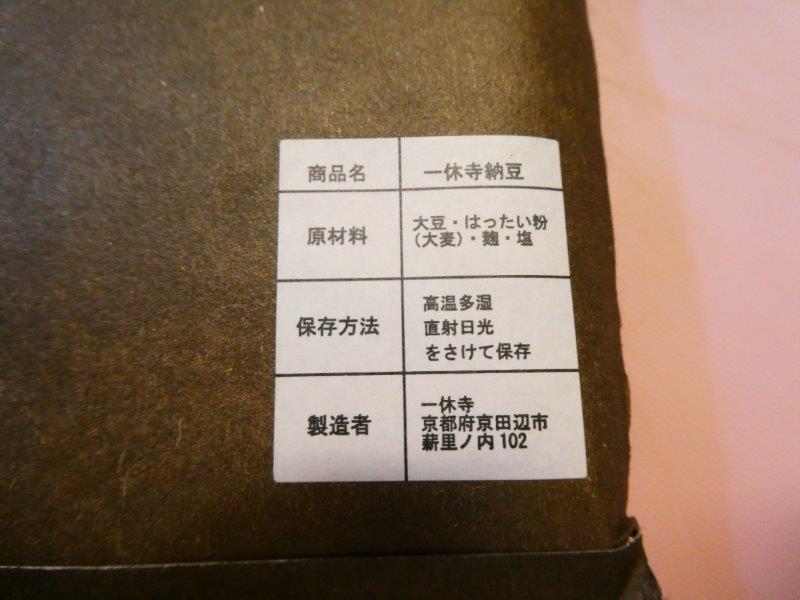 商品名
一休寺納豆
原材料
大豆・はったい粉
(大麦)・麹・塩
保存方法
高温多湿
直射日光
をさけて保存
製造者
一休寺
京都府京田辺市
薪里ノ内102